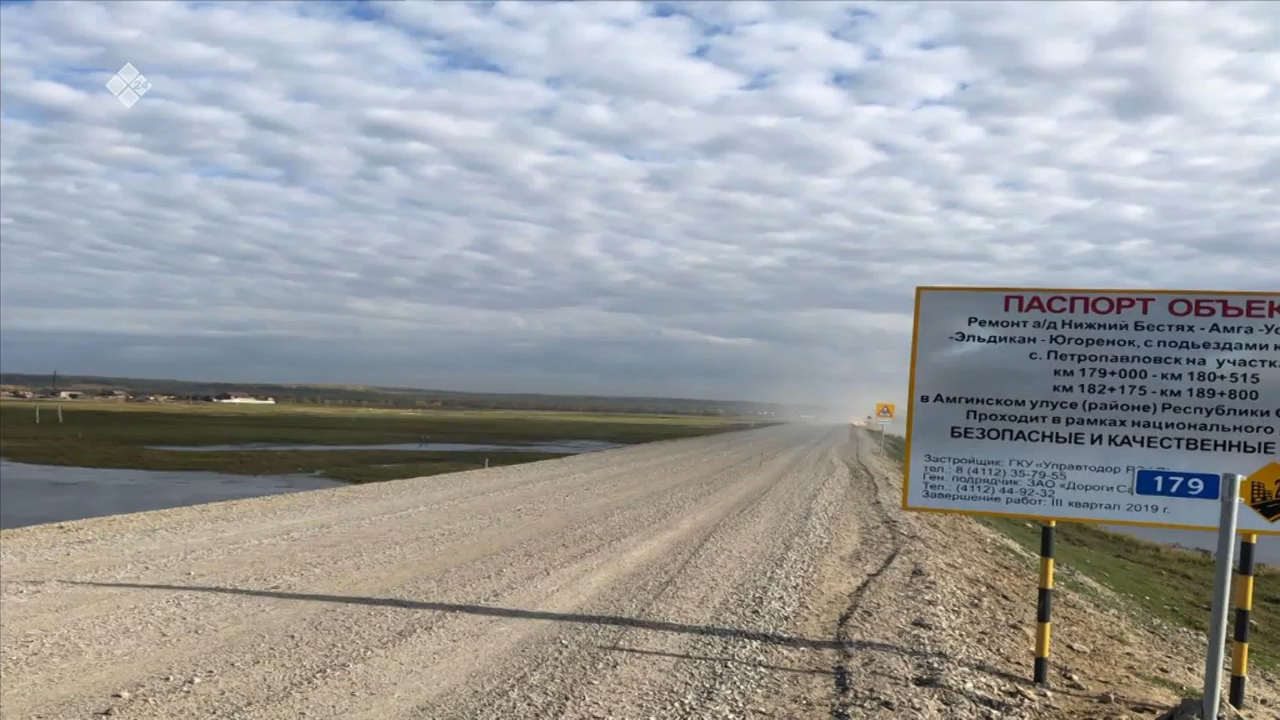 24
ПАСПОРТ ОБЪЕК
Ремонт а/д Нижний Бестях - Амга -Ус
-Эльдикан - Югоренок, с подьездами к
с. Петропавловск на участка
км 179+000 - км 180+515
км 182+175 - км 189+800
в Амгинском улусе (районе) Республики
Проходит в рамках национального
БЕЗОПАСНЫЕ И КАЧЕСТВЕННЫЕ
Застройщик: ГКУ «Управтодор
тел.: 8 (4112) 35-79-55
Ген. подрядчик: ЗАО «Дороги Са
Тел.: (4112) 44-92-32
Завершение работ: III квартал 2019 г.
179